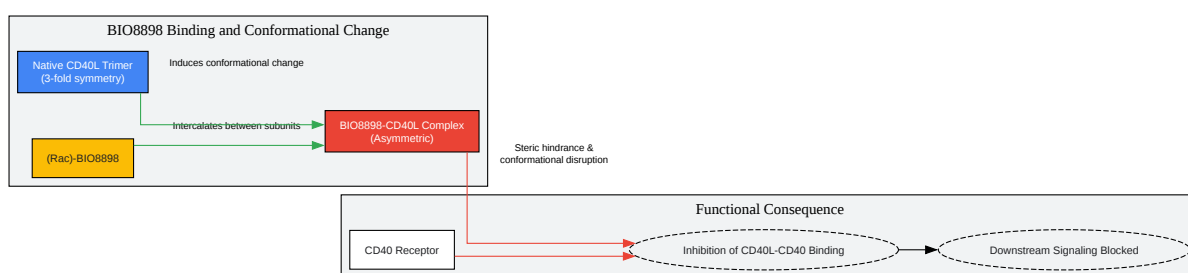 BIO8898 Binding and Conformational Change
Native CD40L Trimer
(3-fold symmetry)
Induces conformational change
Intercalates between subunits
BIO8898-CD40L Complex
(Asymmetric)
(Rac)-BIO8898
Steric hindrance &
conformational disruption
Functional Consequence
CD40 Receptor
Inhibition of CD40L-CD40 Binding
Downstream Signaling Blocked